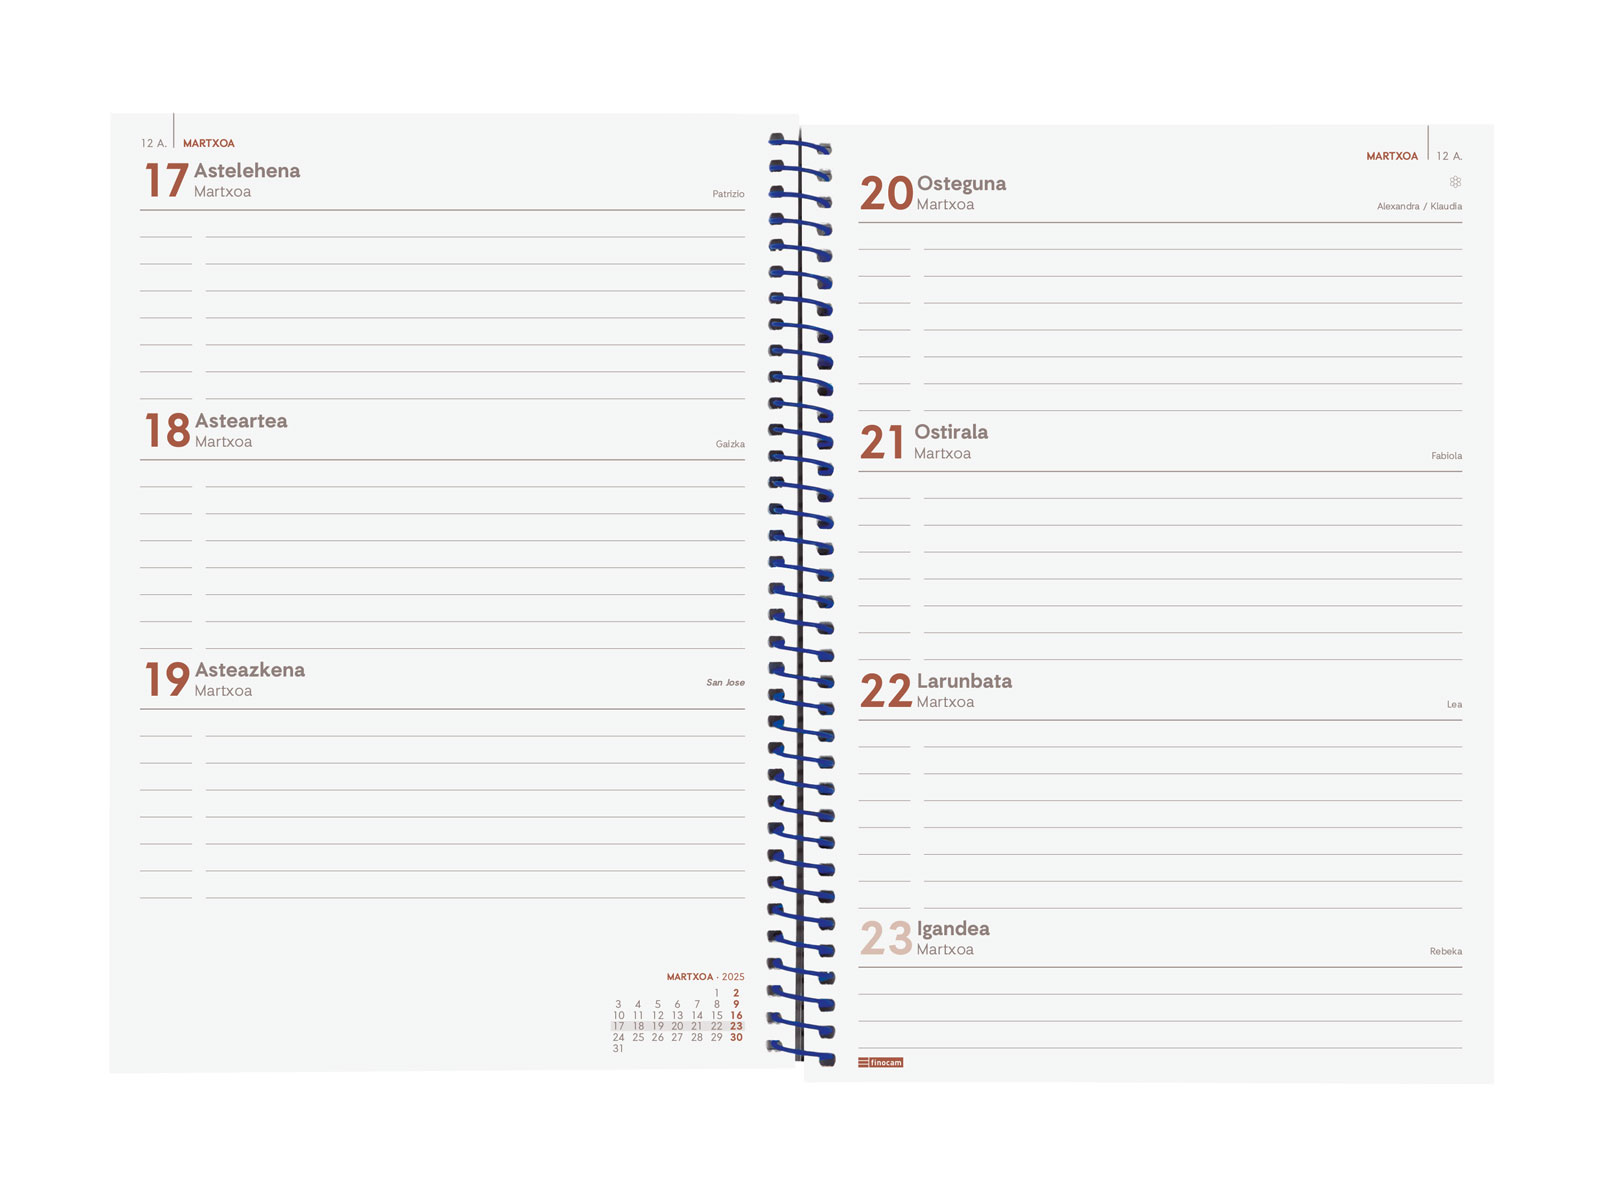 12 A. MARTXOA
17 Astelehena
Martxoa
Patrizio
18 Asteartea
Martxoa
Gaizka
19 Asteazkena
Martxoa
San Jose
MARTXOA · 2025
1 2
3 4 5 6 7 8 9
10 11 12 13 14 15 16
17 18 19 20 21 22 23
24 25 26 27 28 29 30
31
MARTXOA 12 A.
20 Osteguna
Martxoa
Alexandra / Klaudia
21 Ostirala
Martxoa
Fabiola
22 Larunbata
Martxoa
Lea
23 Igandea
Martxoa
Rebeka
finocam